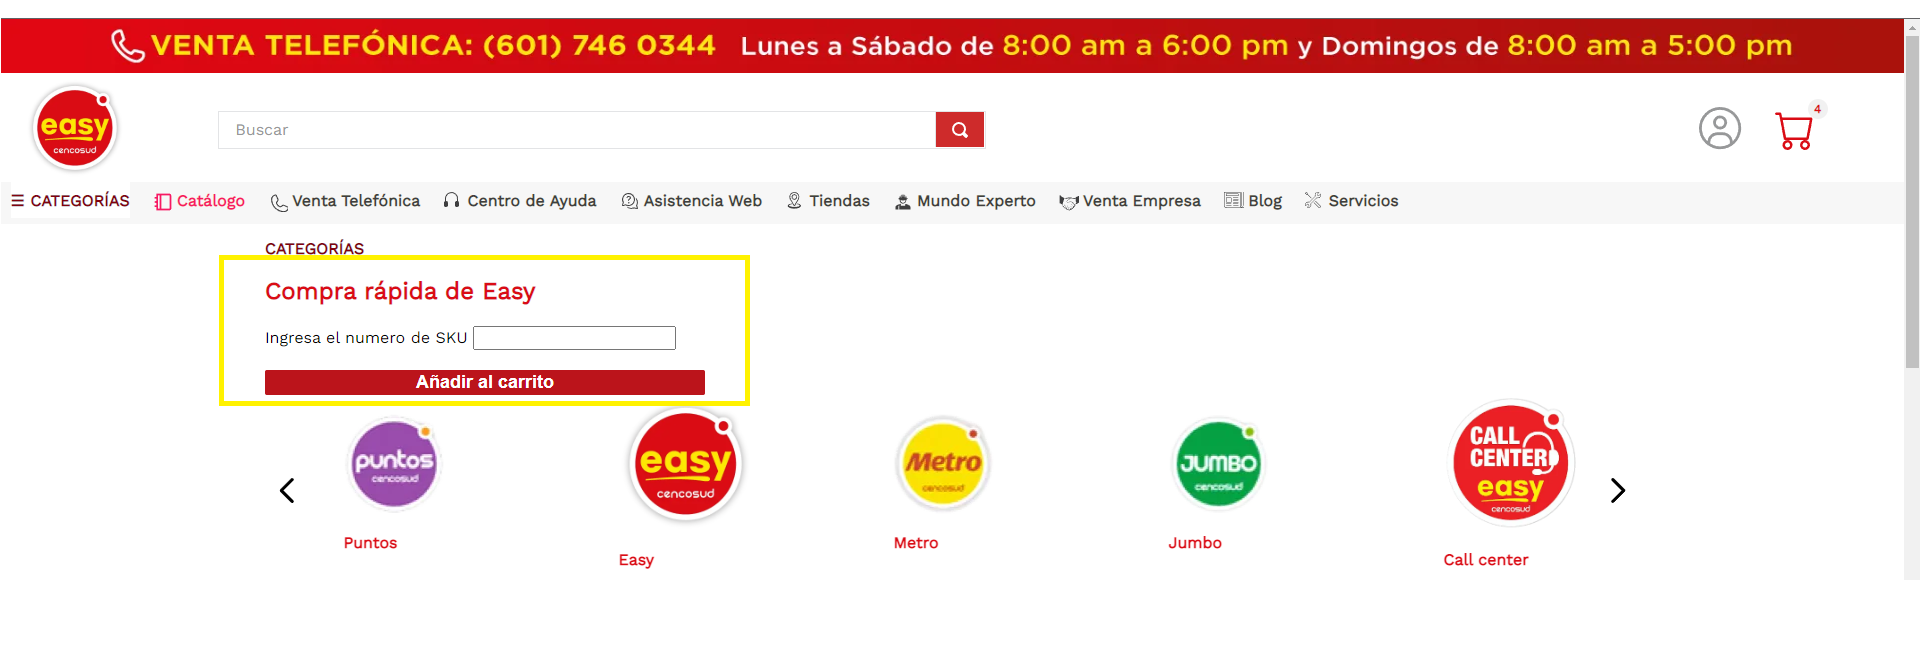 VENTA TELEFÓNICA: (601) 746 0344 Lunes a Sábado de 8:00 am a 6:00 pm y Domingos de 8:00 am a 5:00 pm
easy
cencosud
Buscar
4
CATEGORÍAS Catálogo Venta Telefónica Centro de Ayuda Asistencia Web Tiendas Mundo Experto Venta Empresa Blog Servicios
CATEGORÍAS
Compra rápida de Easy
Ingresa el numero de SKU
Añadir al carrito
puntos
cencosud
easy
cencosud
Metro
cencosud
JUMBO
cencosud
CALL
CENTER
easy
cencosud
Puntos
Easy
Metro
Jumbo
Call center